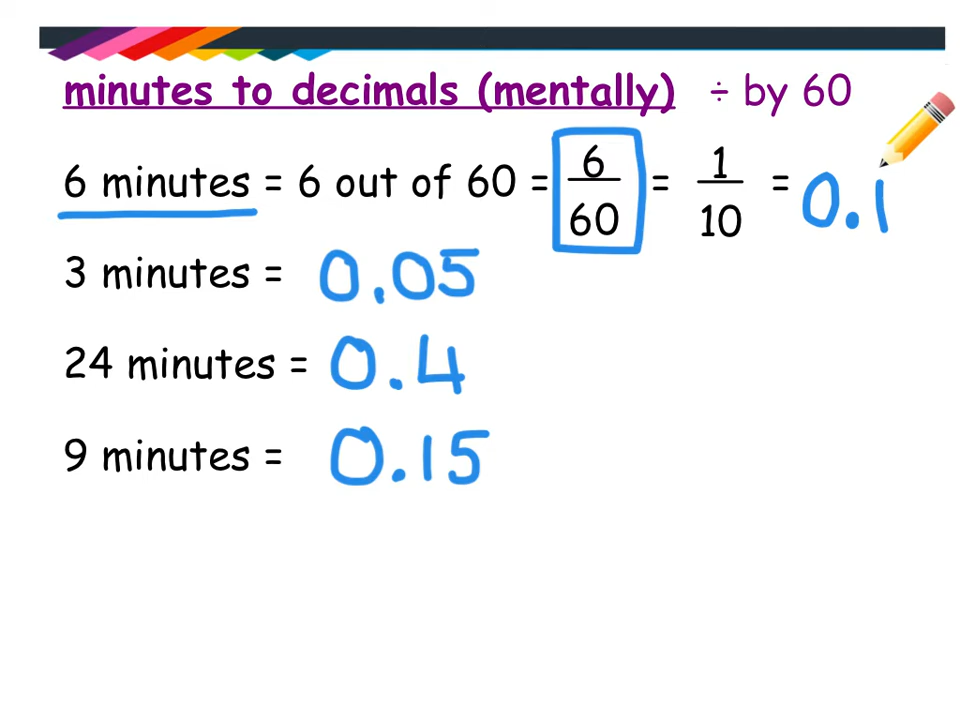 minutes to decimals (mentally) ÷ by 60
6 minutes = 6 out of 60 = 6/60 = 1/10 = 0.1
3 minutes = 0.05
24 minutes = 0.4
9 minutes = 0.15